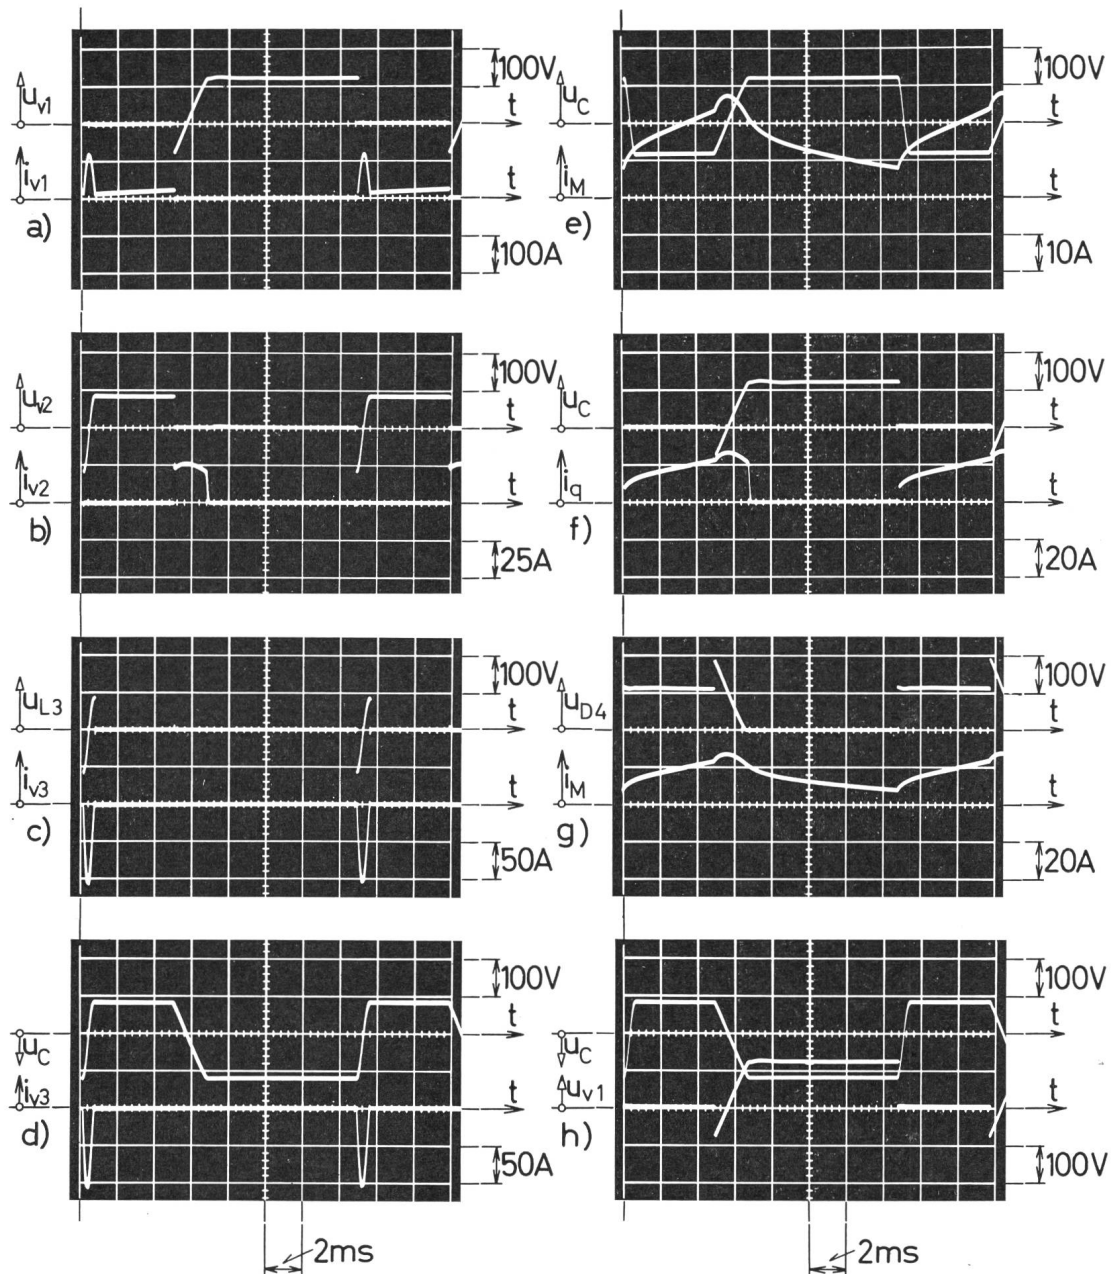 100V
u_v1
t
i_v1
t
a)
100A
100V
u_C
t
i_M
t
e)
10A
100V
u_v2
t
i_v2
t
b)
25A
100V
u_C
t
i_q
t
f)
20A
100V
u_L3
t
i_v3
t
c)
50A
100V
u_D4
t
i_M
t
g)
20A
100V
t
u_C
i_v3
t
d)
50A
100V
t
u_C
u_v1
t
h)
100V
2ms
2ms